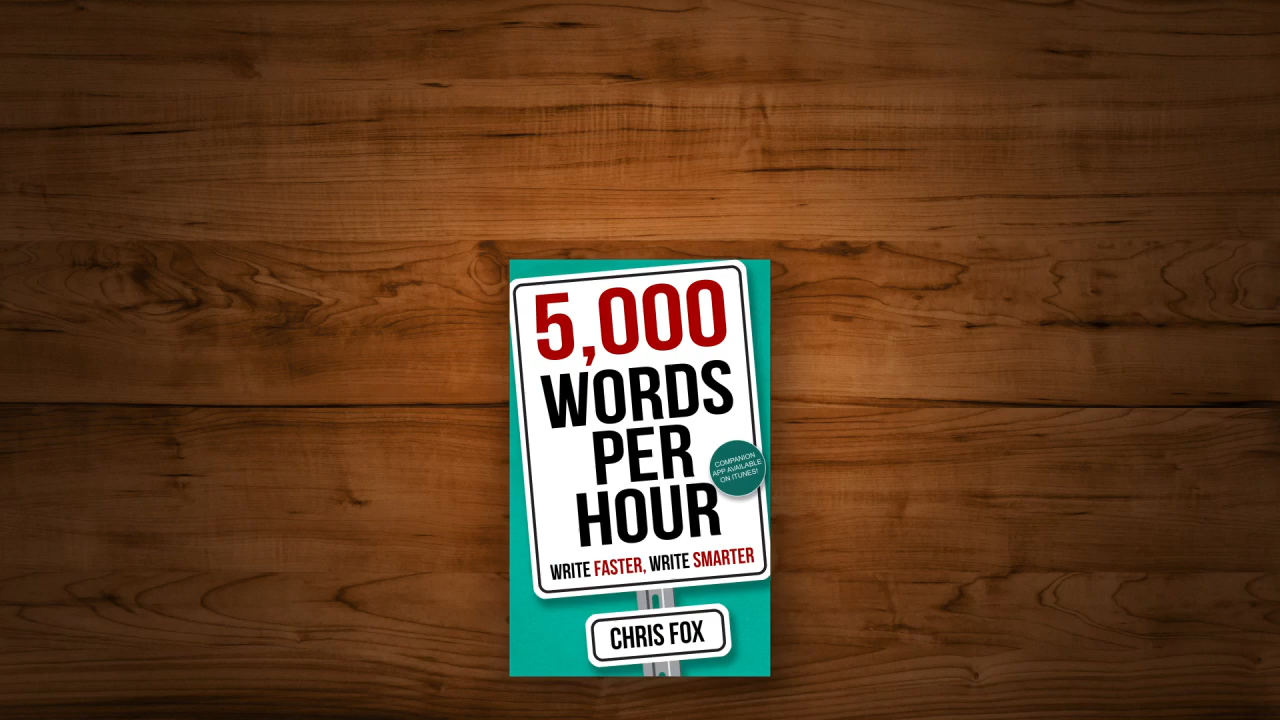 5,000
WORDS
PER
HOUR
COMPANION
APP AVAILABLE
ON ITUNES!
WRITE FASTER, WRITE SMARTER
CHRIS FOX